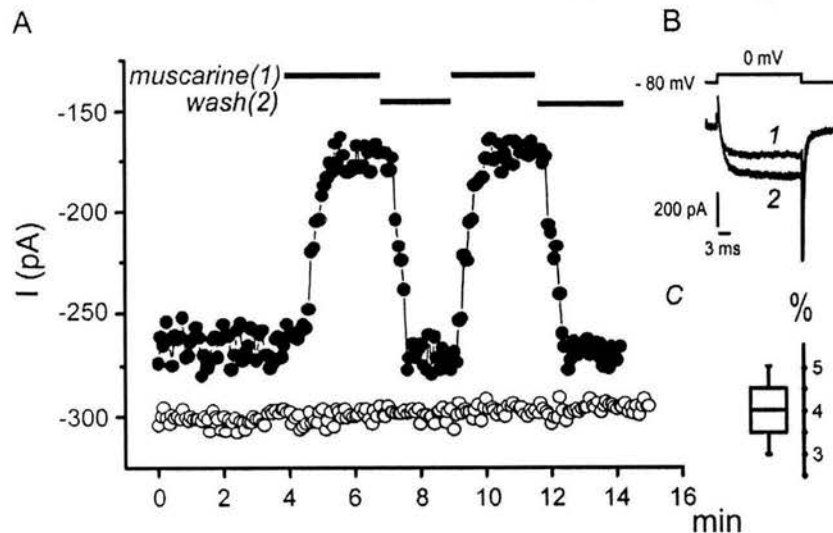 A
muscarine(1)
wash(2)
I (pA)
-150
-200
-250
-300
0 2 4 6 8 10 12 14 16
min
B
0 mV
- 80 mV
1
2
200 pA
3 ms
C
%
5
4
3